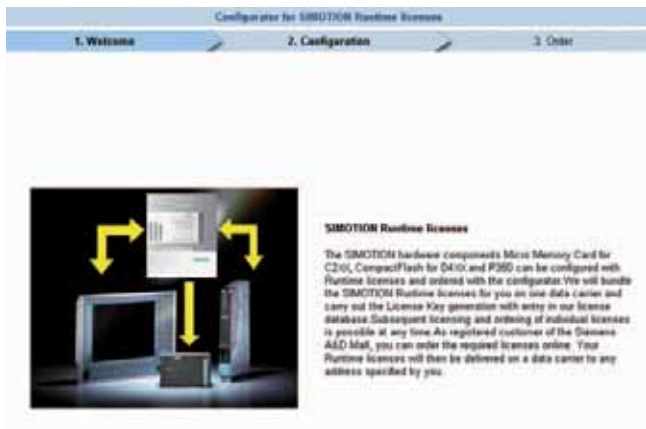 Configurator for SIMOTION Runtime licenses
1. Welcome
2. Configuration
3. Order
SIMOTION Runtime licenses
The SIMOTION hardware components Micro Memory Card for
C2XX, CompactFlash for D4XX and P350 can be configured with
Runtime licenses and ordered with the configurator.We will bundle
the SIMOTION Runtime licenses for you on one data carrier and
carry out the License Key generation with entry in our license
database.Subsequent licensing and ordering of individual licenses
is possible at any time.As registered customer of the Siemens
A&D Mall, you can order the required licenses online. Your
Runtime licenses will then be delivered on a data carrier to any
address specified by you.